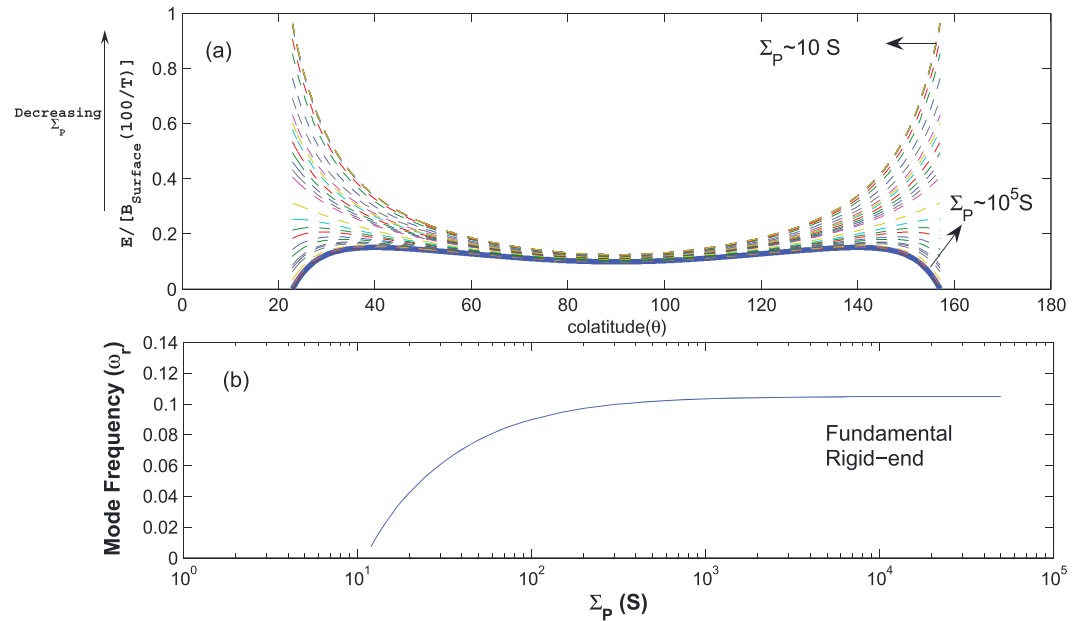 (a)
Σ_P~10 S
Σ_P~10^5S
Decreasing
Σ_P
E/[B_Surface(100/T)]
1
0.8
0.6
0.4
0.2
0
0 20 40 60 80 100 120 140 160 180
colatitude(θ)
(b)
Mode Frequency (ω_r)
0.14
0.12
0.1
0.08
0.06
0.04
0.02
0
Fundamental
Rigid-end
10^0 10^1 10^2 10^3 10^4 10^5
Σ_P (S)